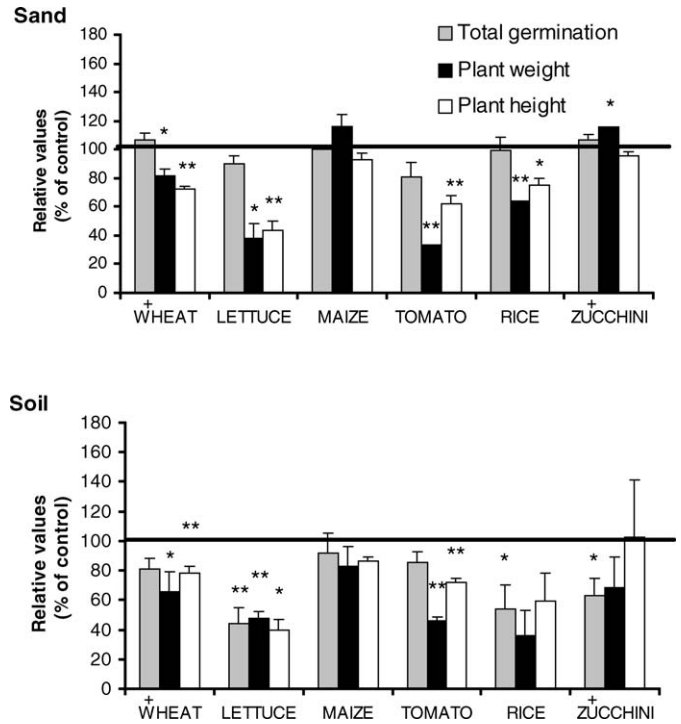 Sand
Total germination
Plant weight
Plant height
Relative values
(% of control)
180
160
140
120
100
80
60
40
20
0
* ** * ** ** ** ** * *
+ +
WHEAT LETTUCE MAIZE TOMATO RICE ZUCCHINI
Soil
Relative values
(% of control)
180
160
140
120
100
80
60
40
20
0
* ** ** ** * ** ** * *
+ +
WHEAT LETTUCE MAIZE TOMATO RICE ZUCCHINI